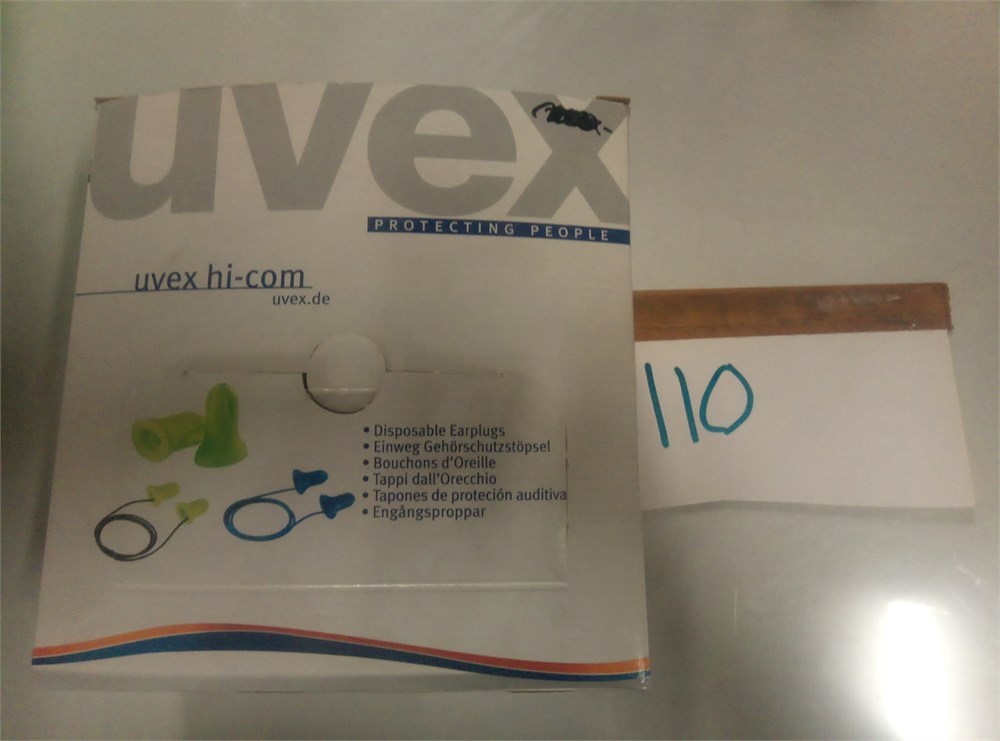 uvex
PROTECTING PEOPLE
uvex hi-com
uvex.de
• Disposable Earplugs
• Einweg Gehörschutzstöpsel
• Bouchons d'Oreille
• Tappi dall'Orecchio
• Tapones de proteción auditiva
• Engångsproppar
110